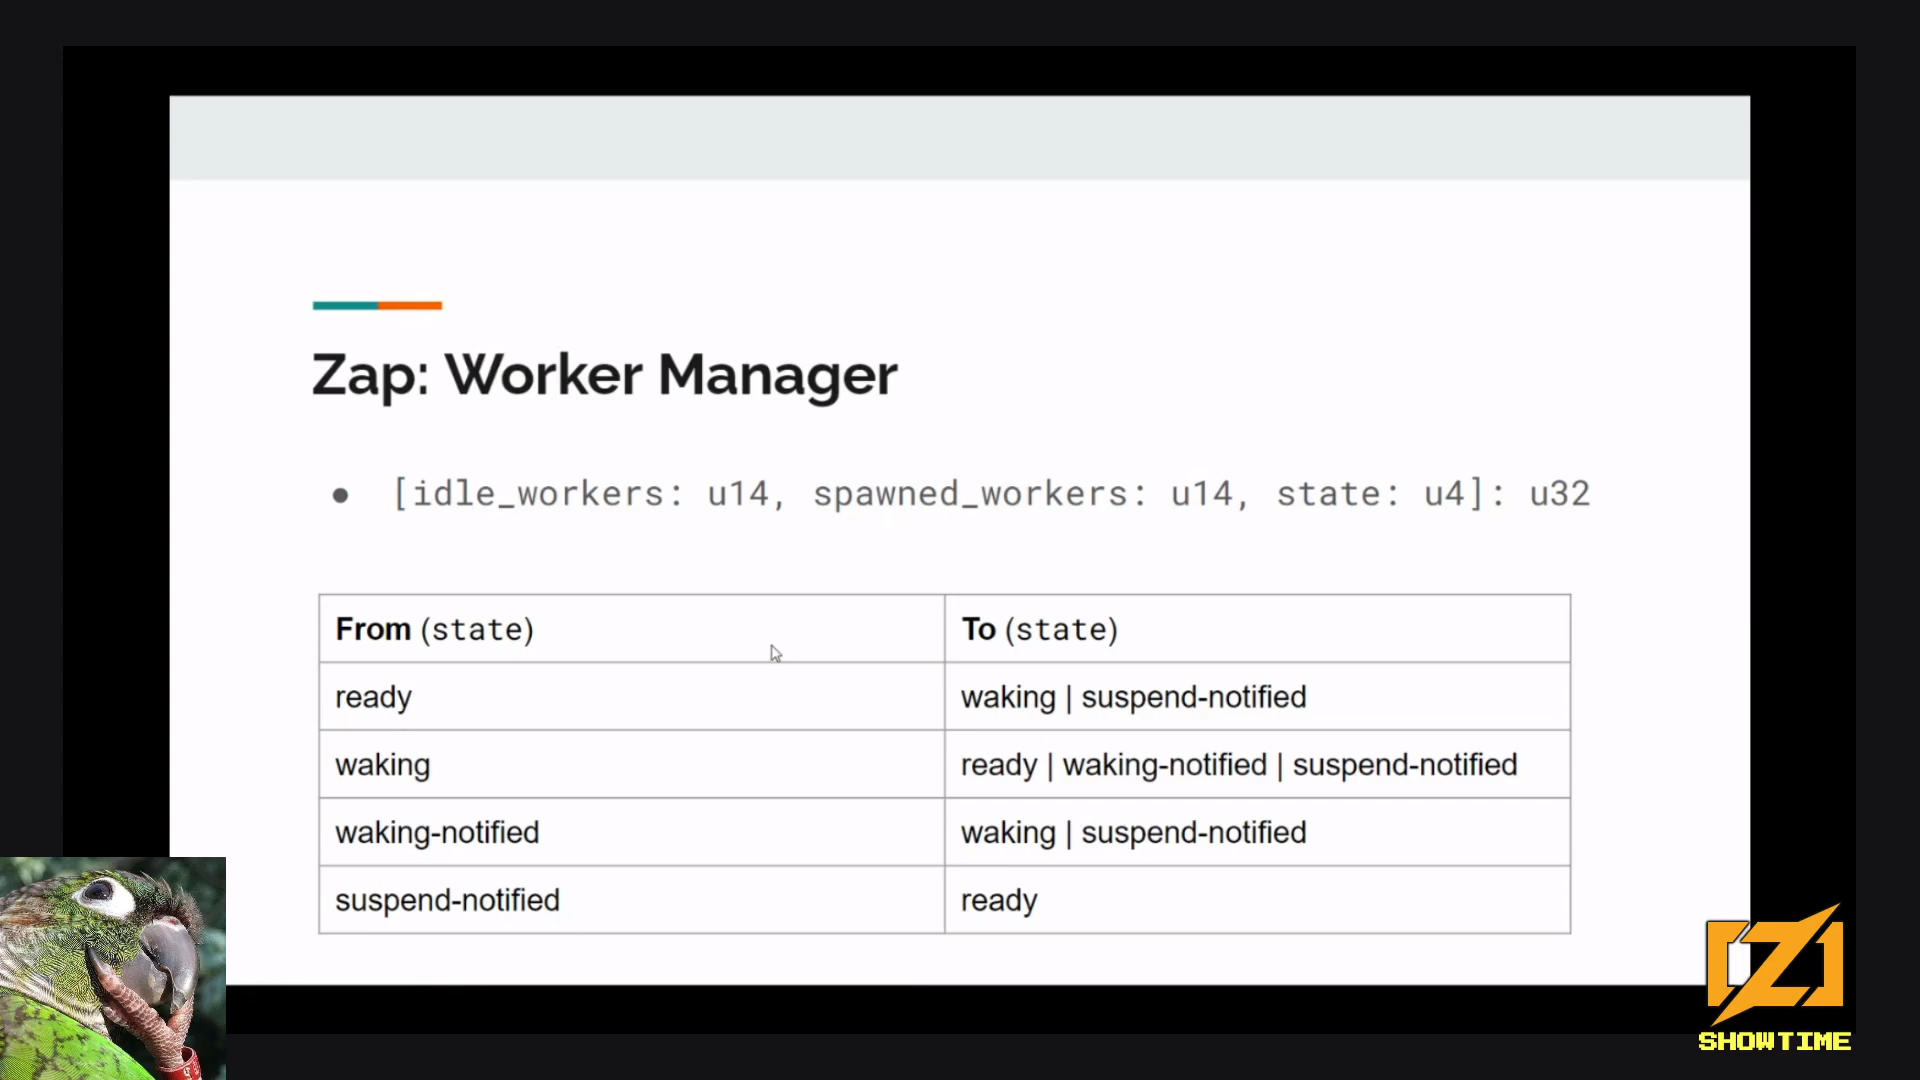 Zap: Worker Manager
● [idle_workers: u14, spawned_workers: u14, state: u4]: u32
From (state) To (state)
ready waking | suspend-notified
waking ready | waking-notified | suspend-notified
waking-notified waking | suspend-notified
suspend-notified ready
SHOWTIME